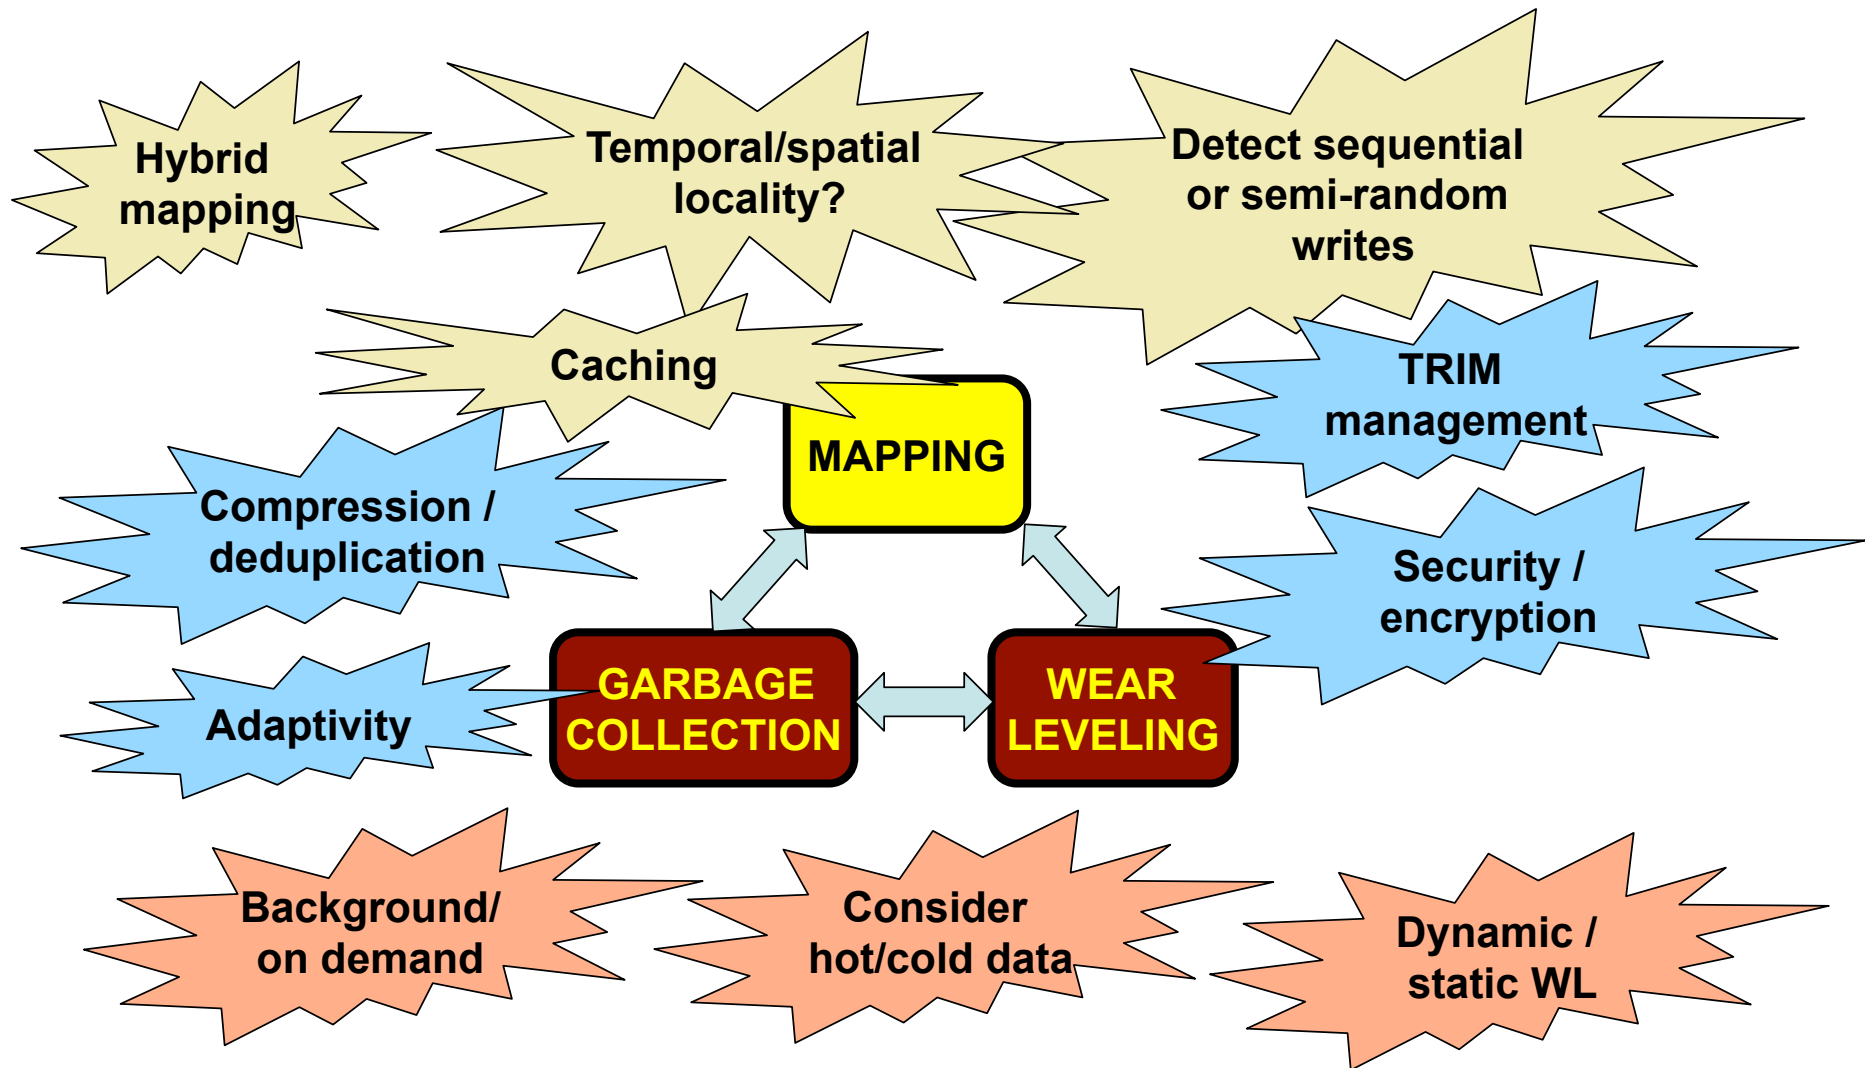 Hybrid
mapping
Temporal/spatial
locality?
Detect sequential
or semi-random
writes
Caching
TRIM
management
MAPPING
Compression /
deduplication
Security /
encryption
Adaptivity
GARBAGE
COLLECTION
WEAR
LEVELING
Background/
on demand
Consider
hot/cold data
Dynamic /
static WL